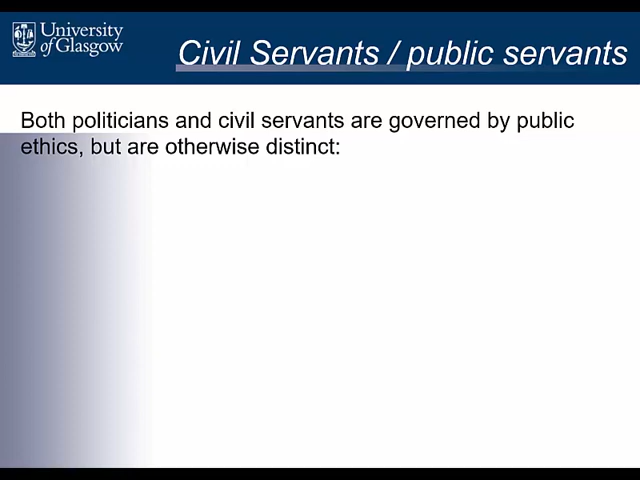 University
of Glasgow
Civil Servants / public servants
Both politicians and civil servants are governed by public
ethics, but are otherwise distinct: